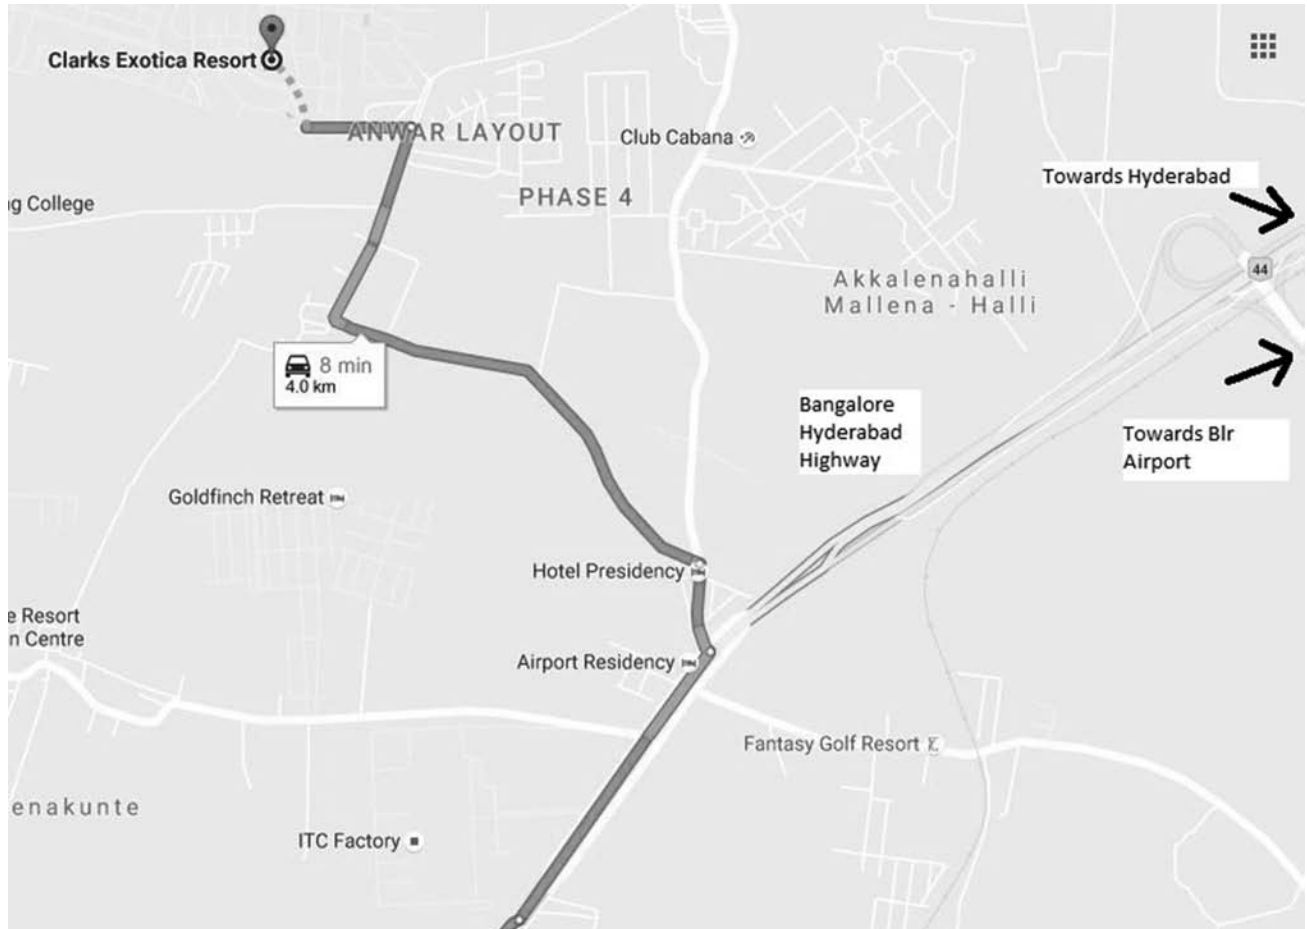 Clarks Exotica Resort
ANWAR LAYOUT
Club Cabana
Towards Hyderabad
ig College
PHASE 4
44
Akkalenahalli
Mallena - Halli
8 min
4.0 km
Bangalore
Hyderabad
Highway
Towards Blr
Airport
Goldfinch Retreat
Hotel Presidency
e Resort
n Centre
Airport Residency
Fantasy Golf Resort
enakunte
ITC Factory